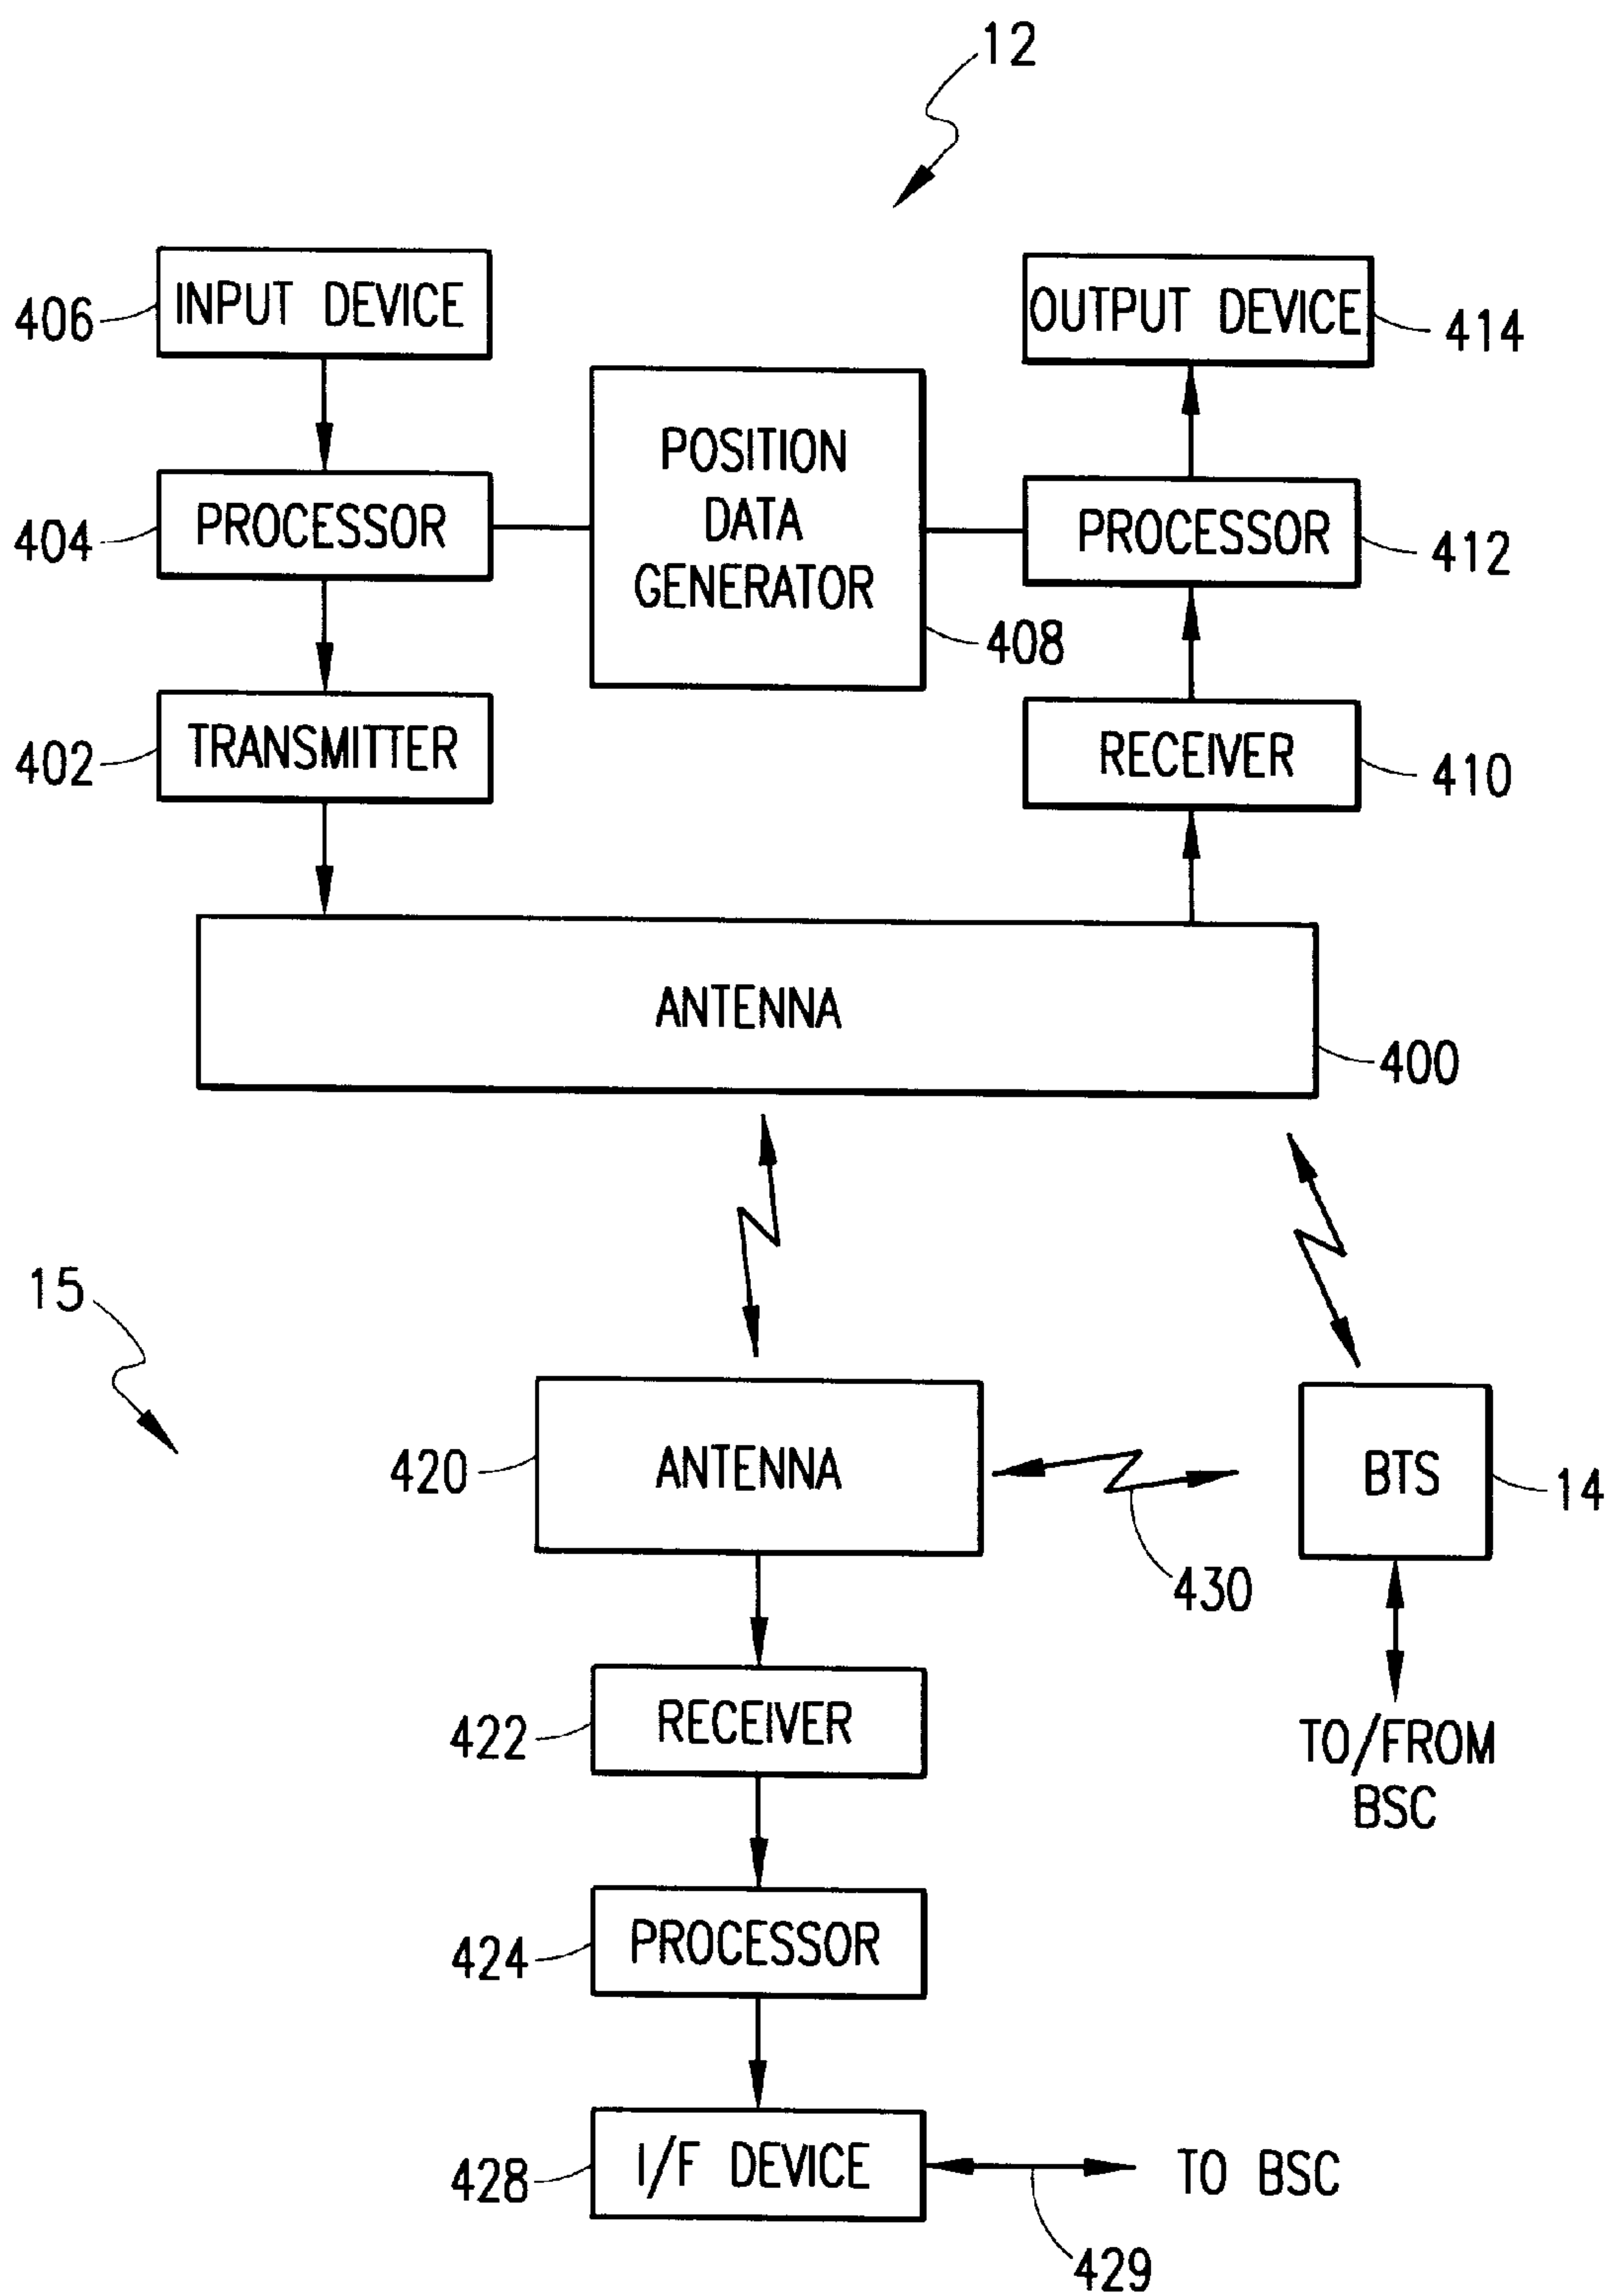 12
INPUT DEVICE
406
OUTPUT DEVICE
414
POSITION
DATA
GENERATOR
408
PROCESSOR
404
PROCESSOR
412
TRANSMITTER
402
RECEIVER
410
ANTENNA
400
15
ANTENNA
420
430
BTS
14
TO/FROM
BSC
RECEIVER
422
PROCESSOR
424
I/F DEVICE
428
TO BSC
429